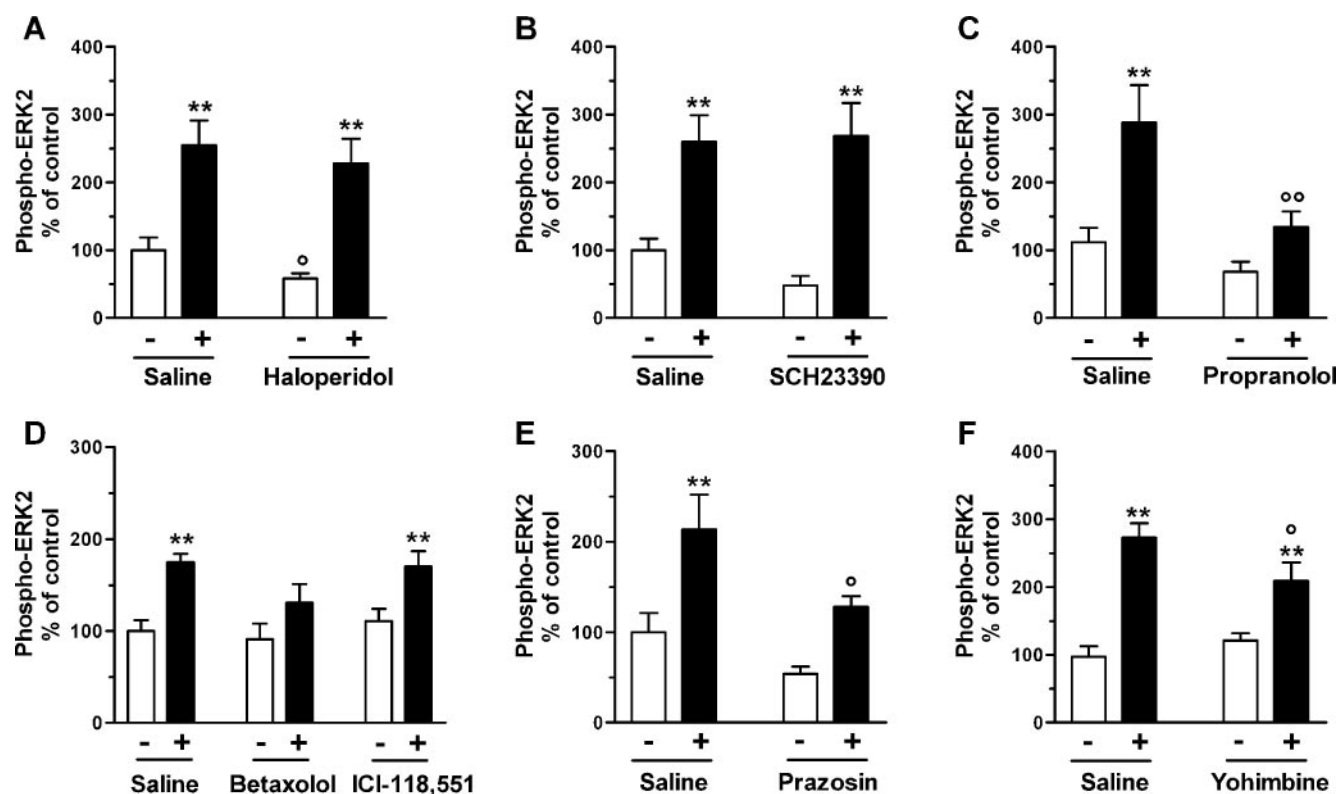 A
Phospho-ERK2
% of control
400
300
200
100
0
**
**
°
- + - +
Saline Haloperidol
B
Phospho-ERK2
% of control
400
300
200
100
0
**
**
- + - +
Saline SCH23390
C
Phospho-ERK2
% of control
400
300
200
100
0
**
°°
- + - +
Saline Propranolol
D
Phospho-ERK2
% of control
300
200
100
0
**
**
- + - + - +
Saline Betaxolol ICI-118,551
E
Phospho-ERK2
% of control
300
200
100
0
**
°
- + - +
Saline Prazosin
F
Phospho-ERK2
% of control
400
300
200
100
0
**
°
**
- + - +
Saline Yohimbine